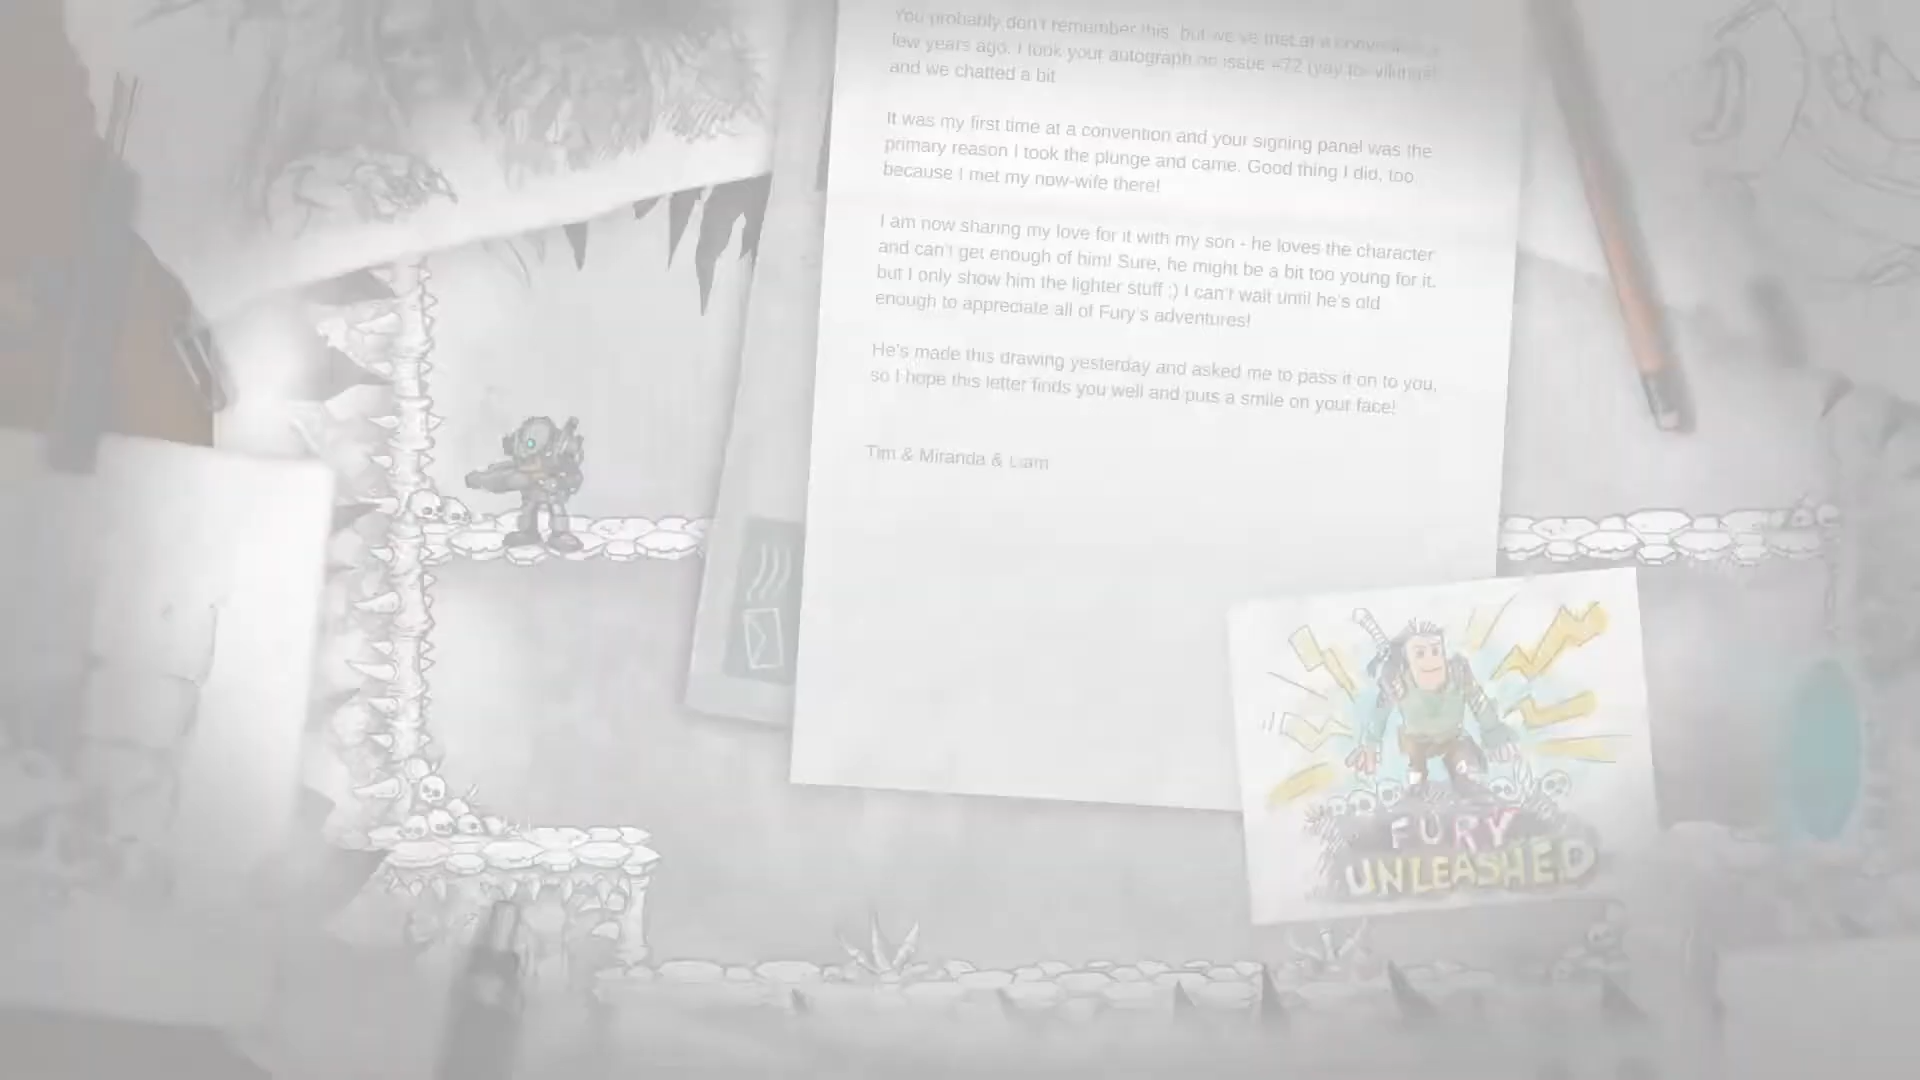 You probably don't remember this, but we've met at a convention a
few years ago. I took your autograph on issue #72 (yay for vikings!)
and we chatted a bit
It was my first time at a convention and your signing panel was the
primary reason I took the plunge and came. Good thing I did, too
because I met my now-wife there!
I am now sharing my love for it with my son - he loves the character
and can't get enough of him! Sure, he might be a bit too young for it,
but I only show him the lighter stuff ;) I can't wait until he's old
enough to appreciate all of Fury's adventures!
He's made this drawing yesterday and asked me to pass it on to you,
so I hope this letter finds you well and puts a smile on your face!
Tim & Miranda & Liam
FURY
UNLEASHED